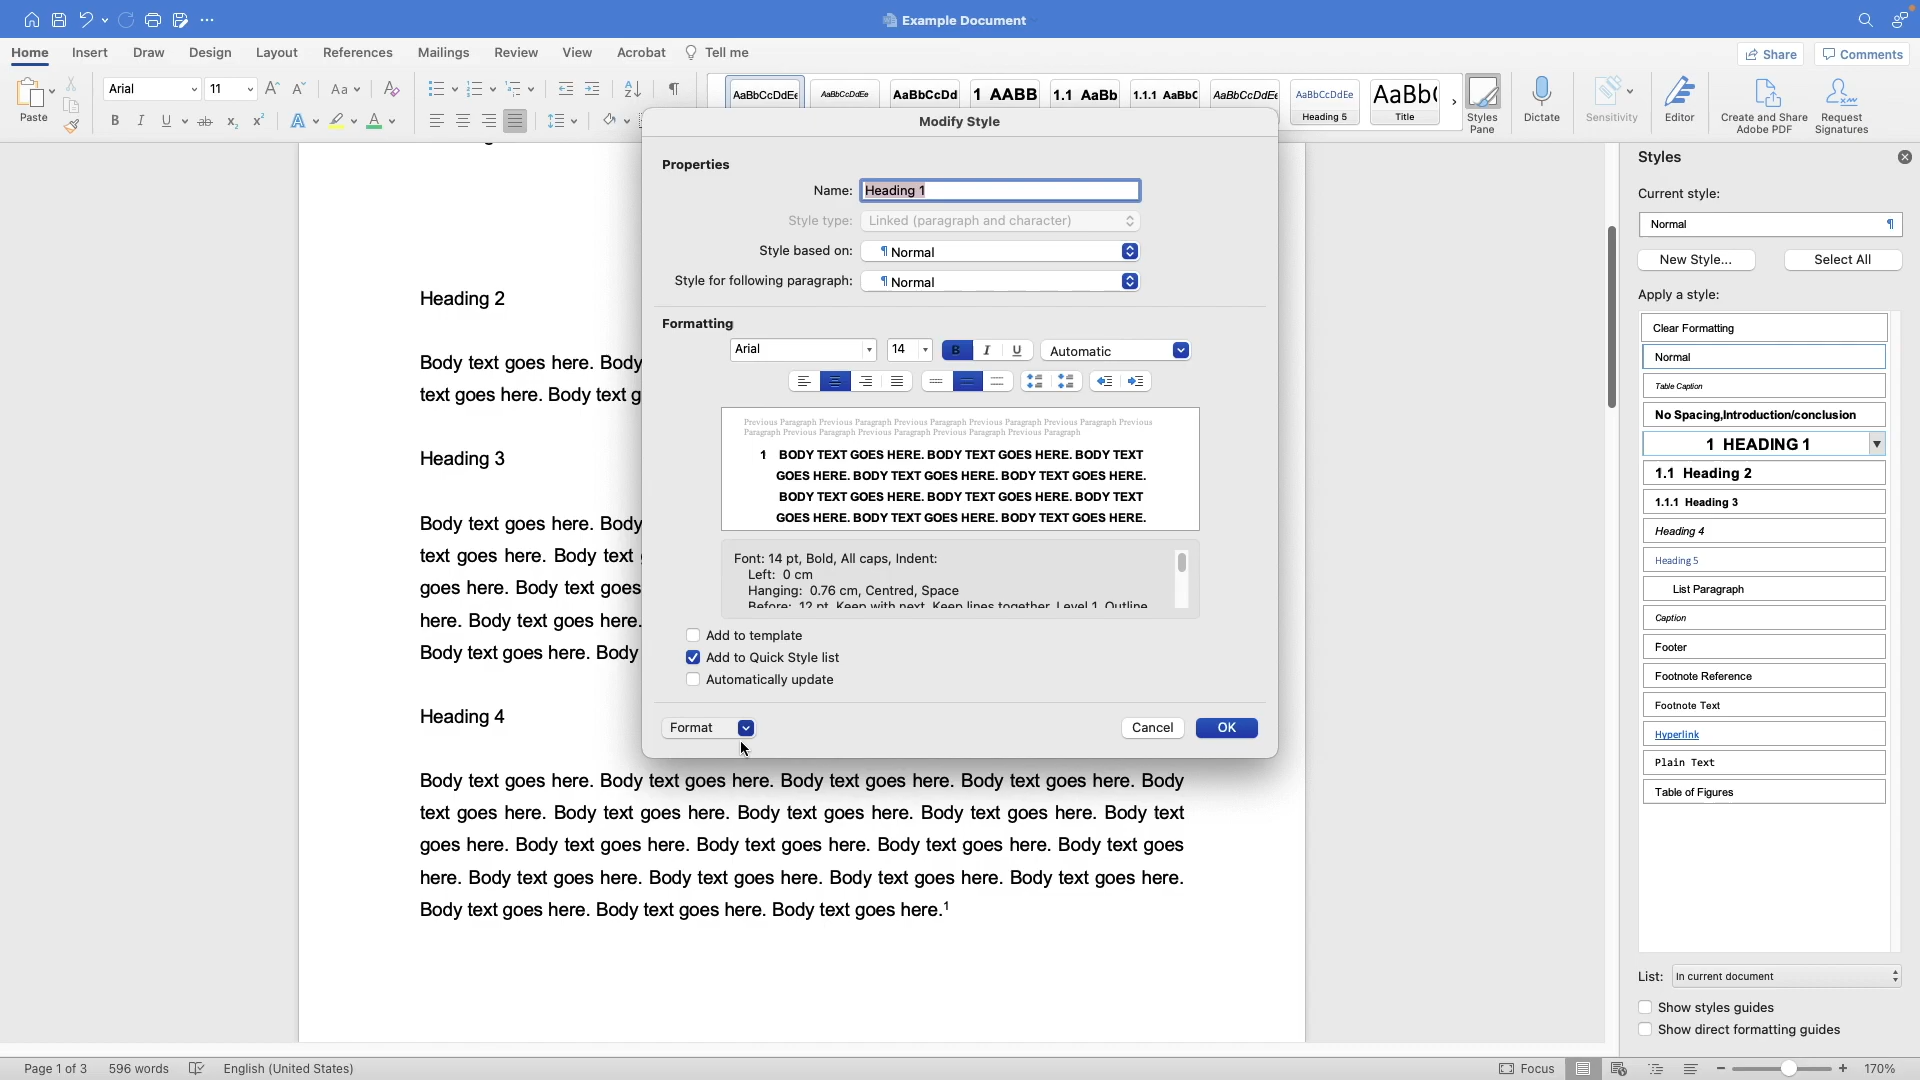 Example Document
Home Insert Draw Design Layout References Mailings Review View Acrobat Tell me
Share Comments
Paste
Arial 11 Aa
B I U ab x₂ x² A A
AaBbCcDdEe AaBbCcDdEe AaBbCcDd 1 AABB 1.1 AaBb 1.1.1 AaBbC AaBbCcDdEe AaBbCcDdEe AaBb(
Heading 5 Title
Styles Pane
Dictate Sensitivity Editor Create and Share Adobe PDF Request Signatures
Modify Style
Properties
Name: Heading 1
Style type: Linked (paragraph and character)
Style based on: ¶ Normal
Style for following paragraph: ¶ Normal
Formatting
Arial 14 B I U Automatic
Previous Paragraph Previous Paragraph Previous Paragraph Previous Paragraph Previous Paragraph Previous
Paragraph Previous Paragraph Previous Paragraph Previous Paragraph Previous Paragraph
1 BODY TEXT GOES HERE. BODY TEXT GOES HERE. BODY TEXT
GOES HERE. BODY TEXT GOES HERE. BODY TEXT GOES HERE.
BODY TEXT GOES HERE. BODY TEXT GOES HERE. BODY TEXT
GOES HERE. BODY TEXT GOES HERE. BODY TEXT GOES HERE.
Font: 14 pt, Bold, All caps, Indent:
Left: 0 cm
Hanging: 0.76 cm, Centred, Space
Before: 12 pt, Keep with next, Keep lines together, Level 1, Outline
Add to template
Add to Quick Style list
Automatically update
Format Cancel OK
Heading 2
Body text goes here. Body
text goes here. Body text g
Heading 3
Body text goes here. Body
text goes here. Body text
goes here. Body text goes
here. Body text goes here.
Body text goes here. Body
Heading 4
Body text goes here. Body text goes here. Body text goes here. Body text goes here. Body
text goes here. Body text goes here. Body text goes here. Body text goes here. Body text
goes here. Body text goes here. Body text goes here. Body text goes here. Body text goes
here. Body text goes here. Body text goes here. Body text goes here. Body text goes here.
Body text goes here. Body text goes here. Body text goes here.¹
Styles
Current style:
Normal ¶
New Style... Select All
Apply a style:
Clear Formatting
Normal
Table Caption
No Spacing,Introduction/conclusion
1 HEADING 1
1.1 Heading 2
1.1.1 Heading 3
Heading 4
Heading 5
List Paragraph
Caption
Footer
Footnote Reference
Footnote Text
Hyperlink
Plain Text
Table of Figures
List: In current document
Show styles guides
Show direct formatting guides
Page 1 of 3 596 words English (United States) Focus 170%